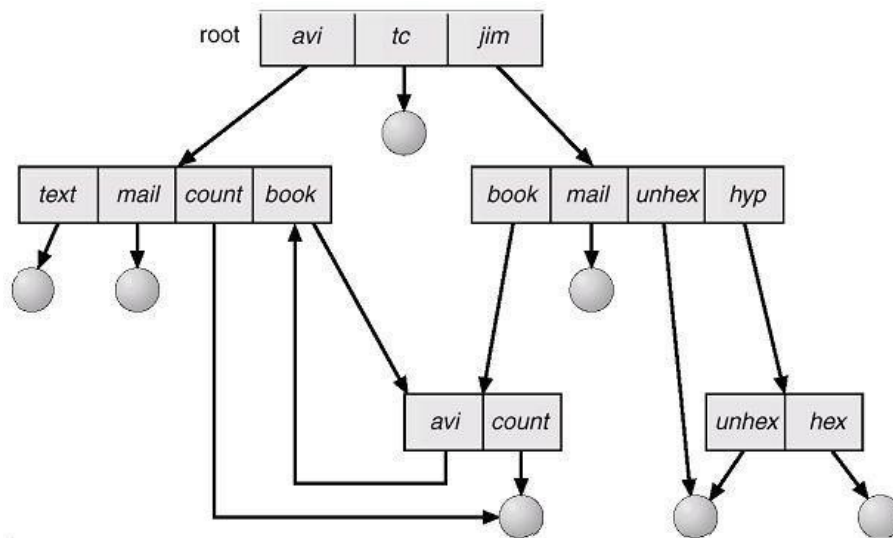 root avi tc jim
text mail count book book mail unhex hyp
avi count unhex hex